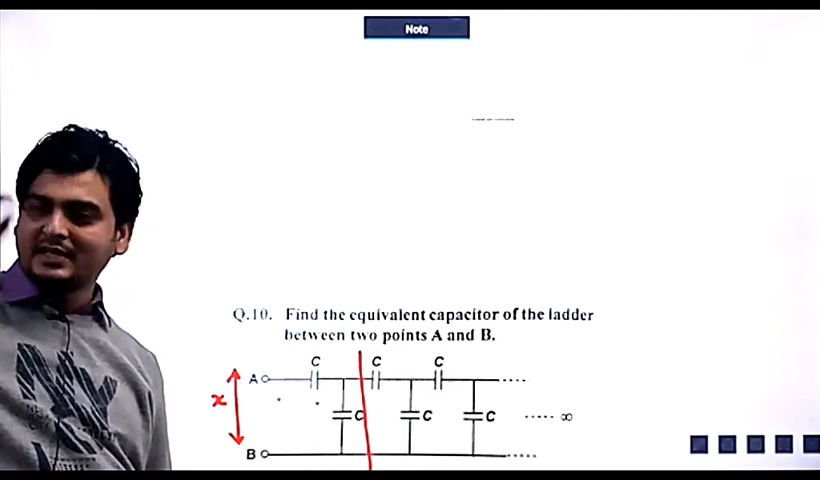 Note
Q.10. Find the equivalent capacitor of the ladder
between two points A and B.
C C C
A
x
C C C ..... ∞
B